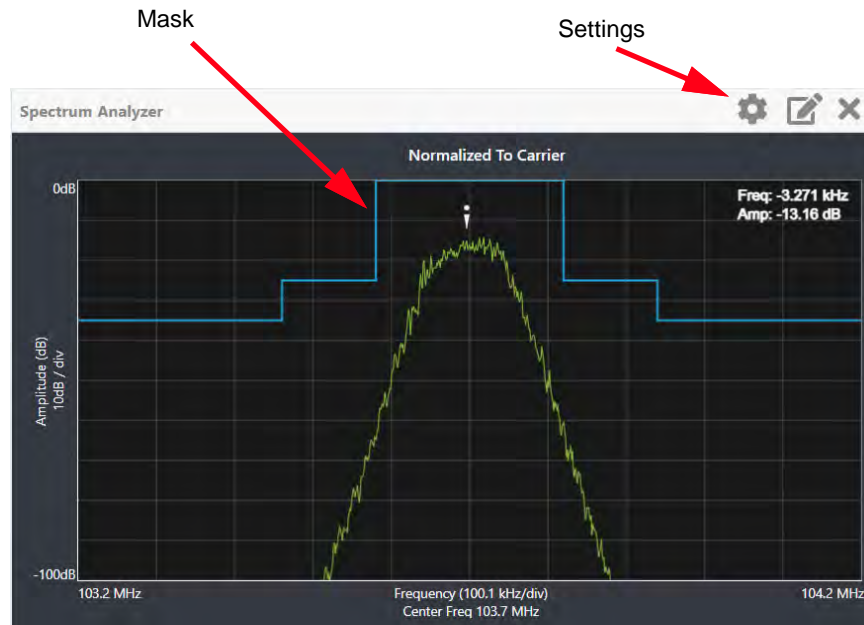 Mask
Settings
Spectrum Analyzer
Normalized To Carrier
0dB
Freq: -3.271 kHz
Amp: -13.16 dB
Amplitude (dB)
10dB / div
-100dB
103.2 MHz
Frequency (100.1 kHz/div)
104.2 MHz
Center Freq 103.7 MHz